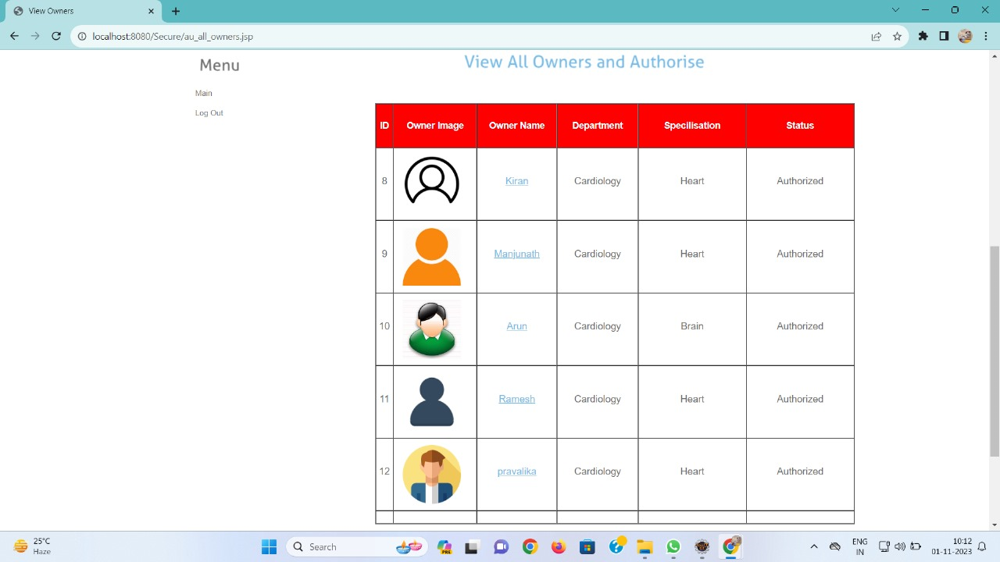 View Owners
localhost:8080/Secure/au_all_owners.jsp
Menu
Main
Log Out
View All Owners and Authorise
ID Owner Image Owner Name Department Specilisation Status
8 Kiran Cardiology Heart Authorized
9 Manjunath Cardiology Heart Authorized
10 Arun Cardiology Brain Authorized
11 Ramesh Cardiology Heart Authorized
12 pravalika Cardiology Heart Authorized
25°C
Haze
Search
PRE
ENG
IN
10:12
01-11-2023